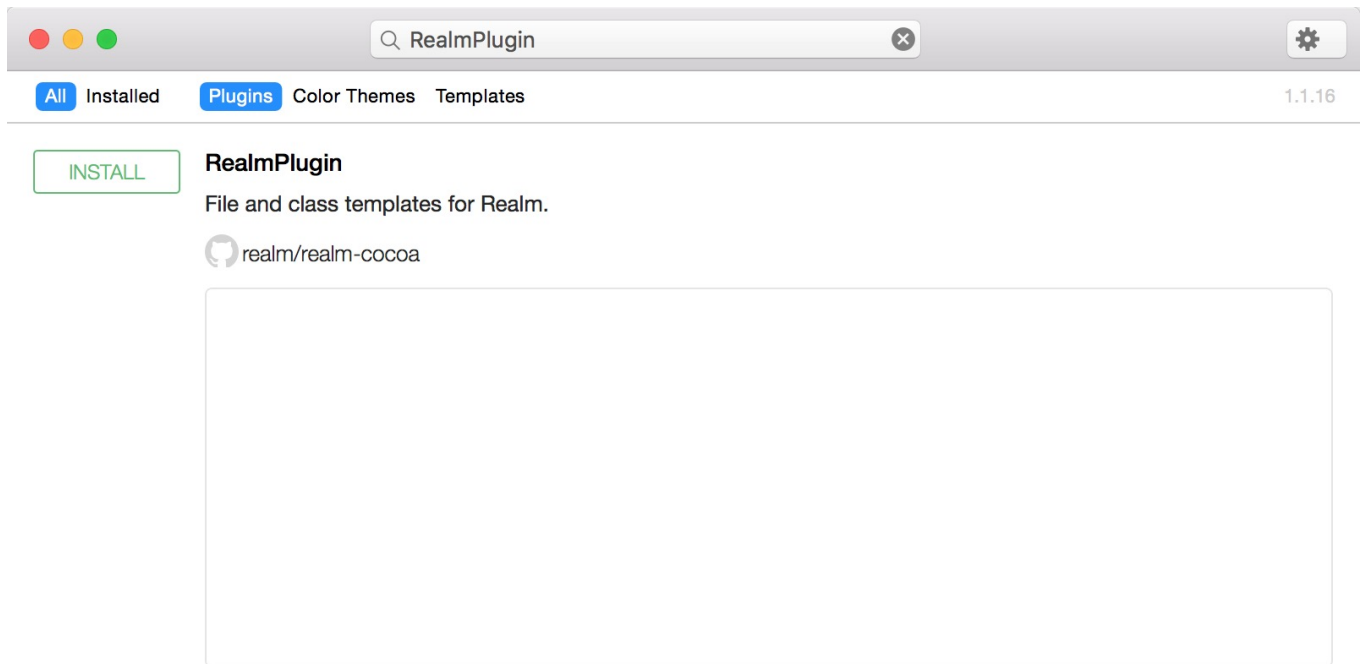 RealmPlugin
All Installed Plugins Color Themes Templates 1.1.16
INSTALL RealmPlugin
File and class templates for Realm.
realm/realm-cocoa